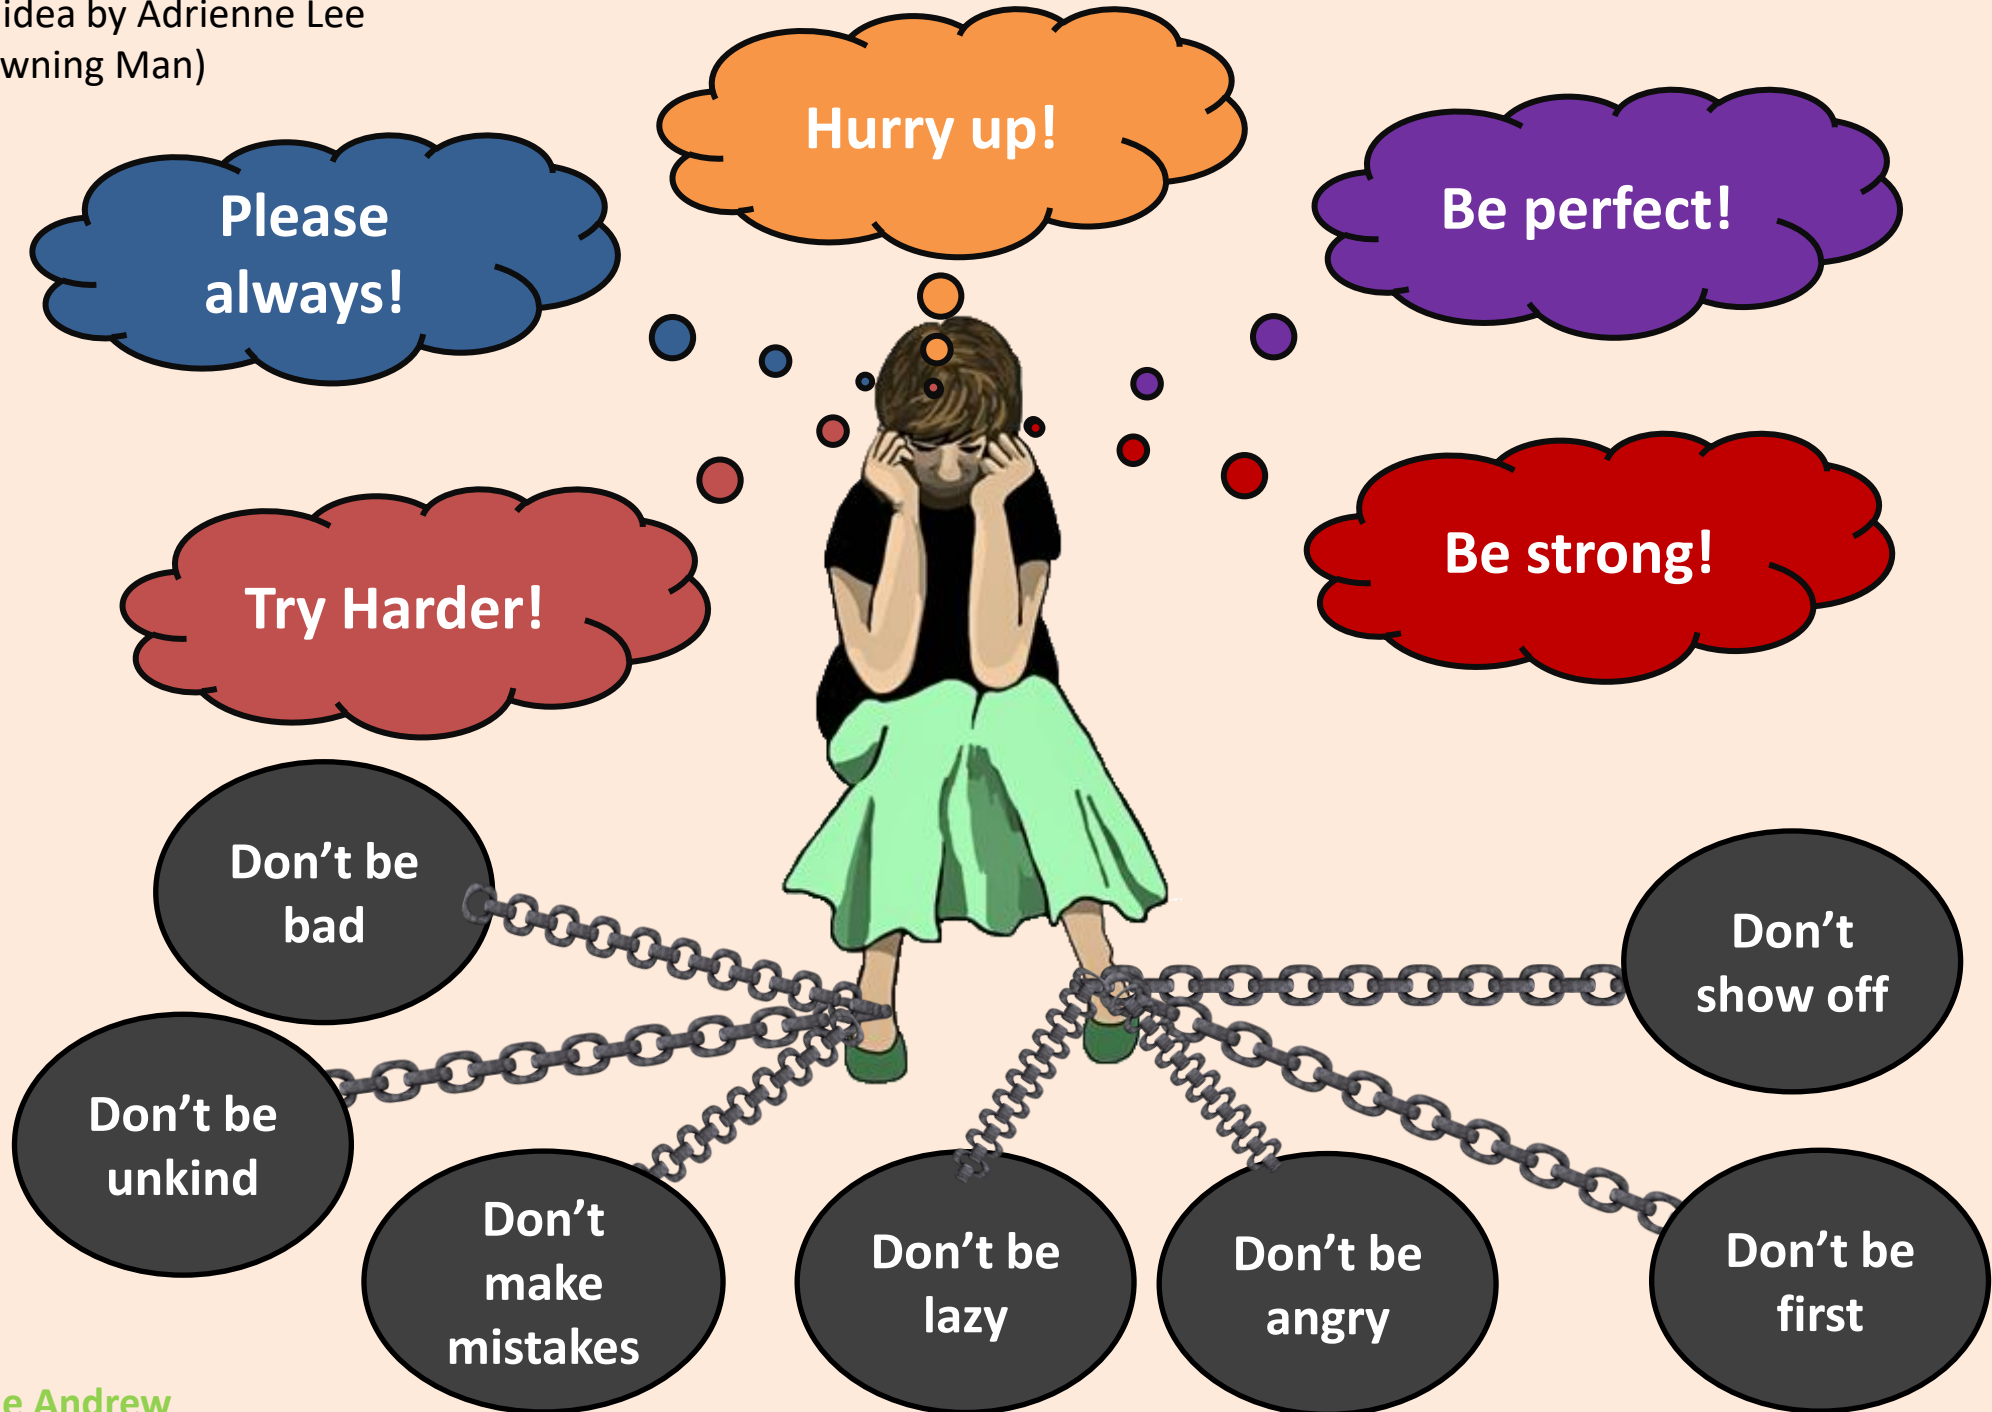 idea by Adrienne Lee
wning Man)
Hurry up!
Please
always!
Be perfect!
Try Harder!
Be strong!
Don’t be
bad
Don’t
show off
Don’t be
unkind
Don’t
make
mistakes
Don’t be
lazy
Don’t be
angry
Don’t be
first
e Andrew